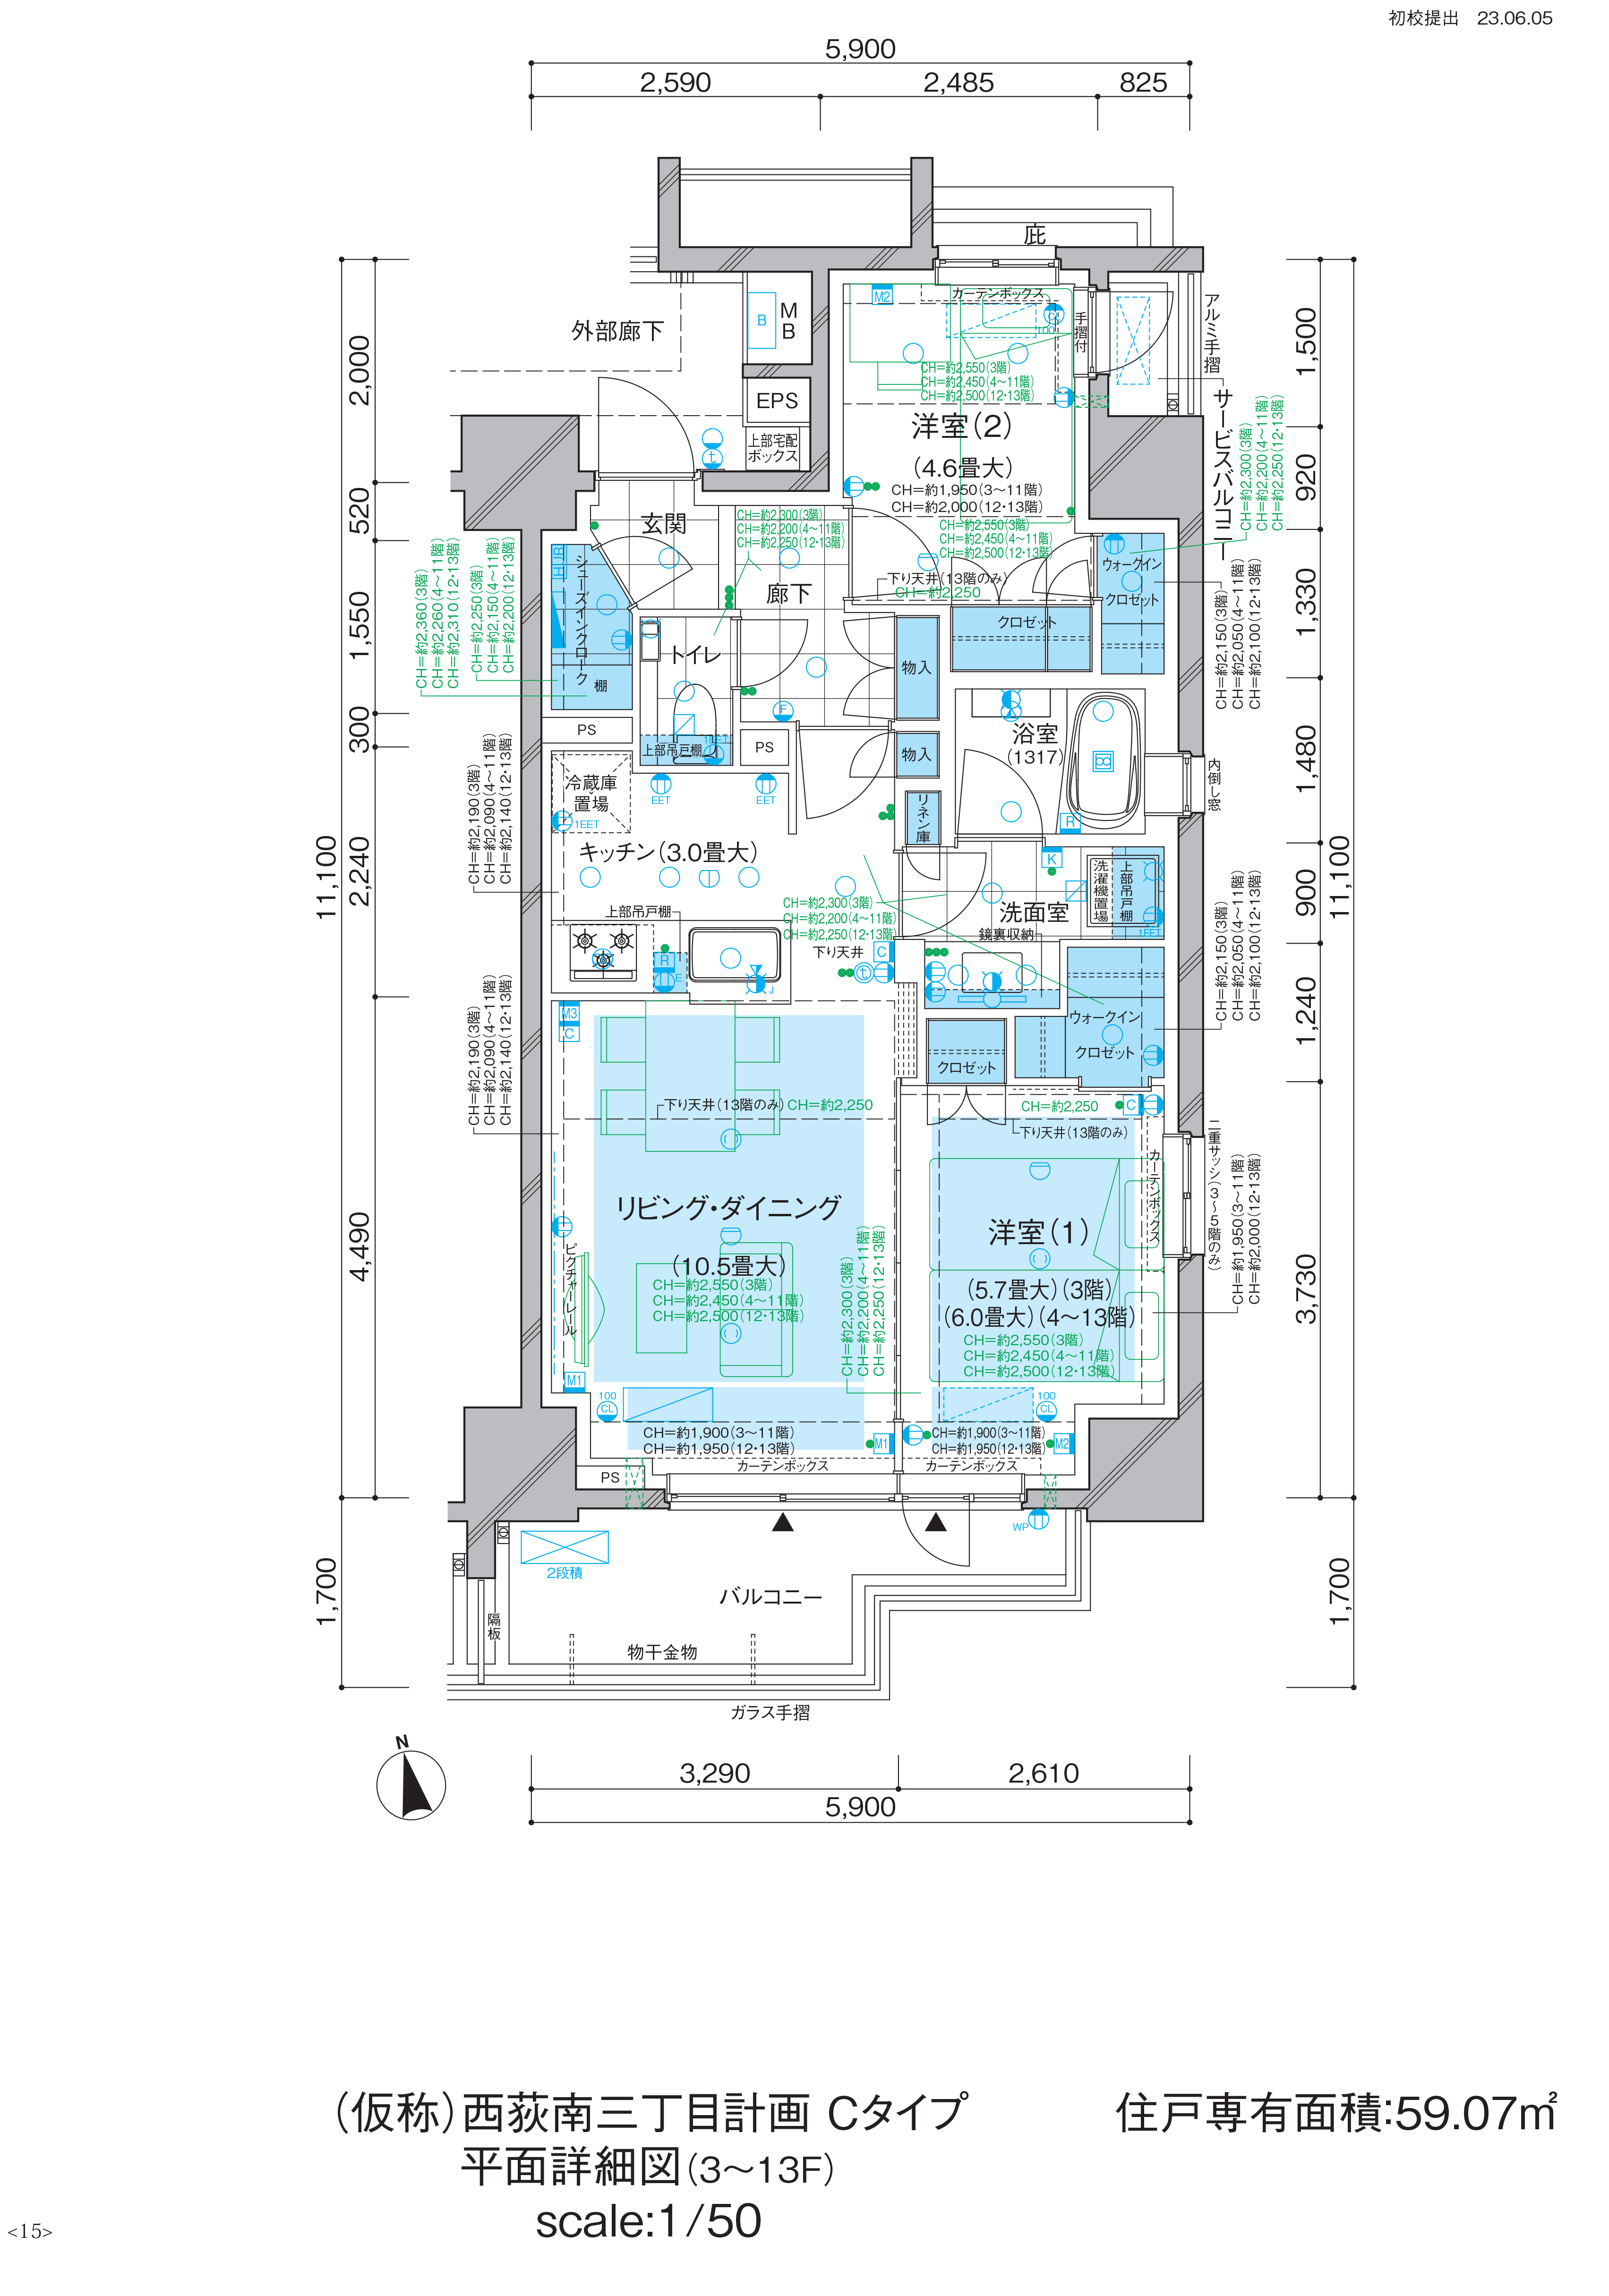 初校提出　23.06.05
5,900
2,590
2,485
825
庇
カーテンボックス
M2
100
手摺付
アルミ手摺
サービスバルコニー
外部廊下
B
MB
EPS
上部宅配
ボックス
t
CH=約2,550(3階)
CH=約2,450(4〜11階)
CH=約2,500(12・13階)
洋室(2)
(4.6畳大)
CH=約1,950(3〜11階)
CH=約2,000(12・13階)
CH=約2,550(3階)
CH=約2,450(4〜11階)
CH=約2,500(12・13階)
下り天井(13階のみ)
CH=約2,250
CH=約2,300(3階)
CH=約2,200(4〜11階)
CH=約2,250(12・13階)
2,000
520
1,550
300
2,240
4,490
11,100
1,700
1,500
920
1,330
1,480
900
1,240
3,730
11,100
1,700
玄関
CH=約2,300(3階)
CH=約2,200(4〜11階)
CH=約2,250(12・13階)
廊下
HUB
シューズインクローク
棚
CH=約2,360(3階)
CH=約2,260(4〜11階)
CH=約2,310(12・13階)
CH=約2,250(3階)
CH=約2,150(4〜11階)
CH=約2,200(12・13階)
ウォークイン
クロゼット
CH=約2,150(3階)
CH=約2,050(4〜11階)
CH=約2,100(12・13階)
クロゼット
トイレ
物入
F
PS
上部吊戸棚
1EET
PS
物入
浴室
(1317)
内倒し窓
R
冷蔵庫
置場
1EET
EET
EET
リネン庫
キッチン(3.0畳大)
CH=約2,190(3階)
CH=約2,090(4〜11階)
CH=約2,140(12・13階)
K
洗濯機置場
上部吊戸棚
1EET
洗面室
鏡裏収納
上部吊戸棚
CH=約2,300(3階)
CH=約2,200(4〜11階)
CH=約2,250(12・13階)
下り天井
C
t
R
E
J
CH=約2,150(3階)
CH=約2,050(4〜11階)
CH=約2,100(12・13階)
CH=約2,190(3階)
CH=約2,090(4〜11階)
CH=約2,140(12・13階)
M3
C
ウォークイン
クロゼット
クロゼット
下り天井(13階のみ) CH=約2,250
CH=約2,250
C
下り天井(13階のみ)
カーテンボックス
二重サッシ(3〜5階のみ)
CH=約1,950(3〜11階)
CH=約2,000(12・13階)
リビング・ダイニング
(10.5畳大)
CH=約2,550(3階)
CH=約2,450(4〜11階)
CH=約2,500(12・13階)
ピクチャーレール
CH=約2,300(3階)
CH=約2,200(4〜11階)
CH=約2,250(12・13階)
洋室(1)
(5.7畳大)(3階)
(6.0畳大)(4〜13階)
CH=約2,550(3階)
CH=約2,450(4〜11階)
CH=約2,500(12・13階)
M1
100
CL
100
CL
CH=約1,900(3〜11階)
CH=約1,950(12・13階)
M1
CH=約1,900(3〜11階)
CH=約1,950(12・13階)
M2
カーテンボックス
カーテンボックス
PS
WP
2段積
バルコニー
隔板
物干金物
ガラス手摺
N
3,290
2,610
5,900
(仮称)西荻南三丁目計画 Cタイプ
平面詳細図(3〜13F)
scale:1/50
住戸専有面積:59.07㎡
<15>